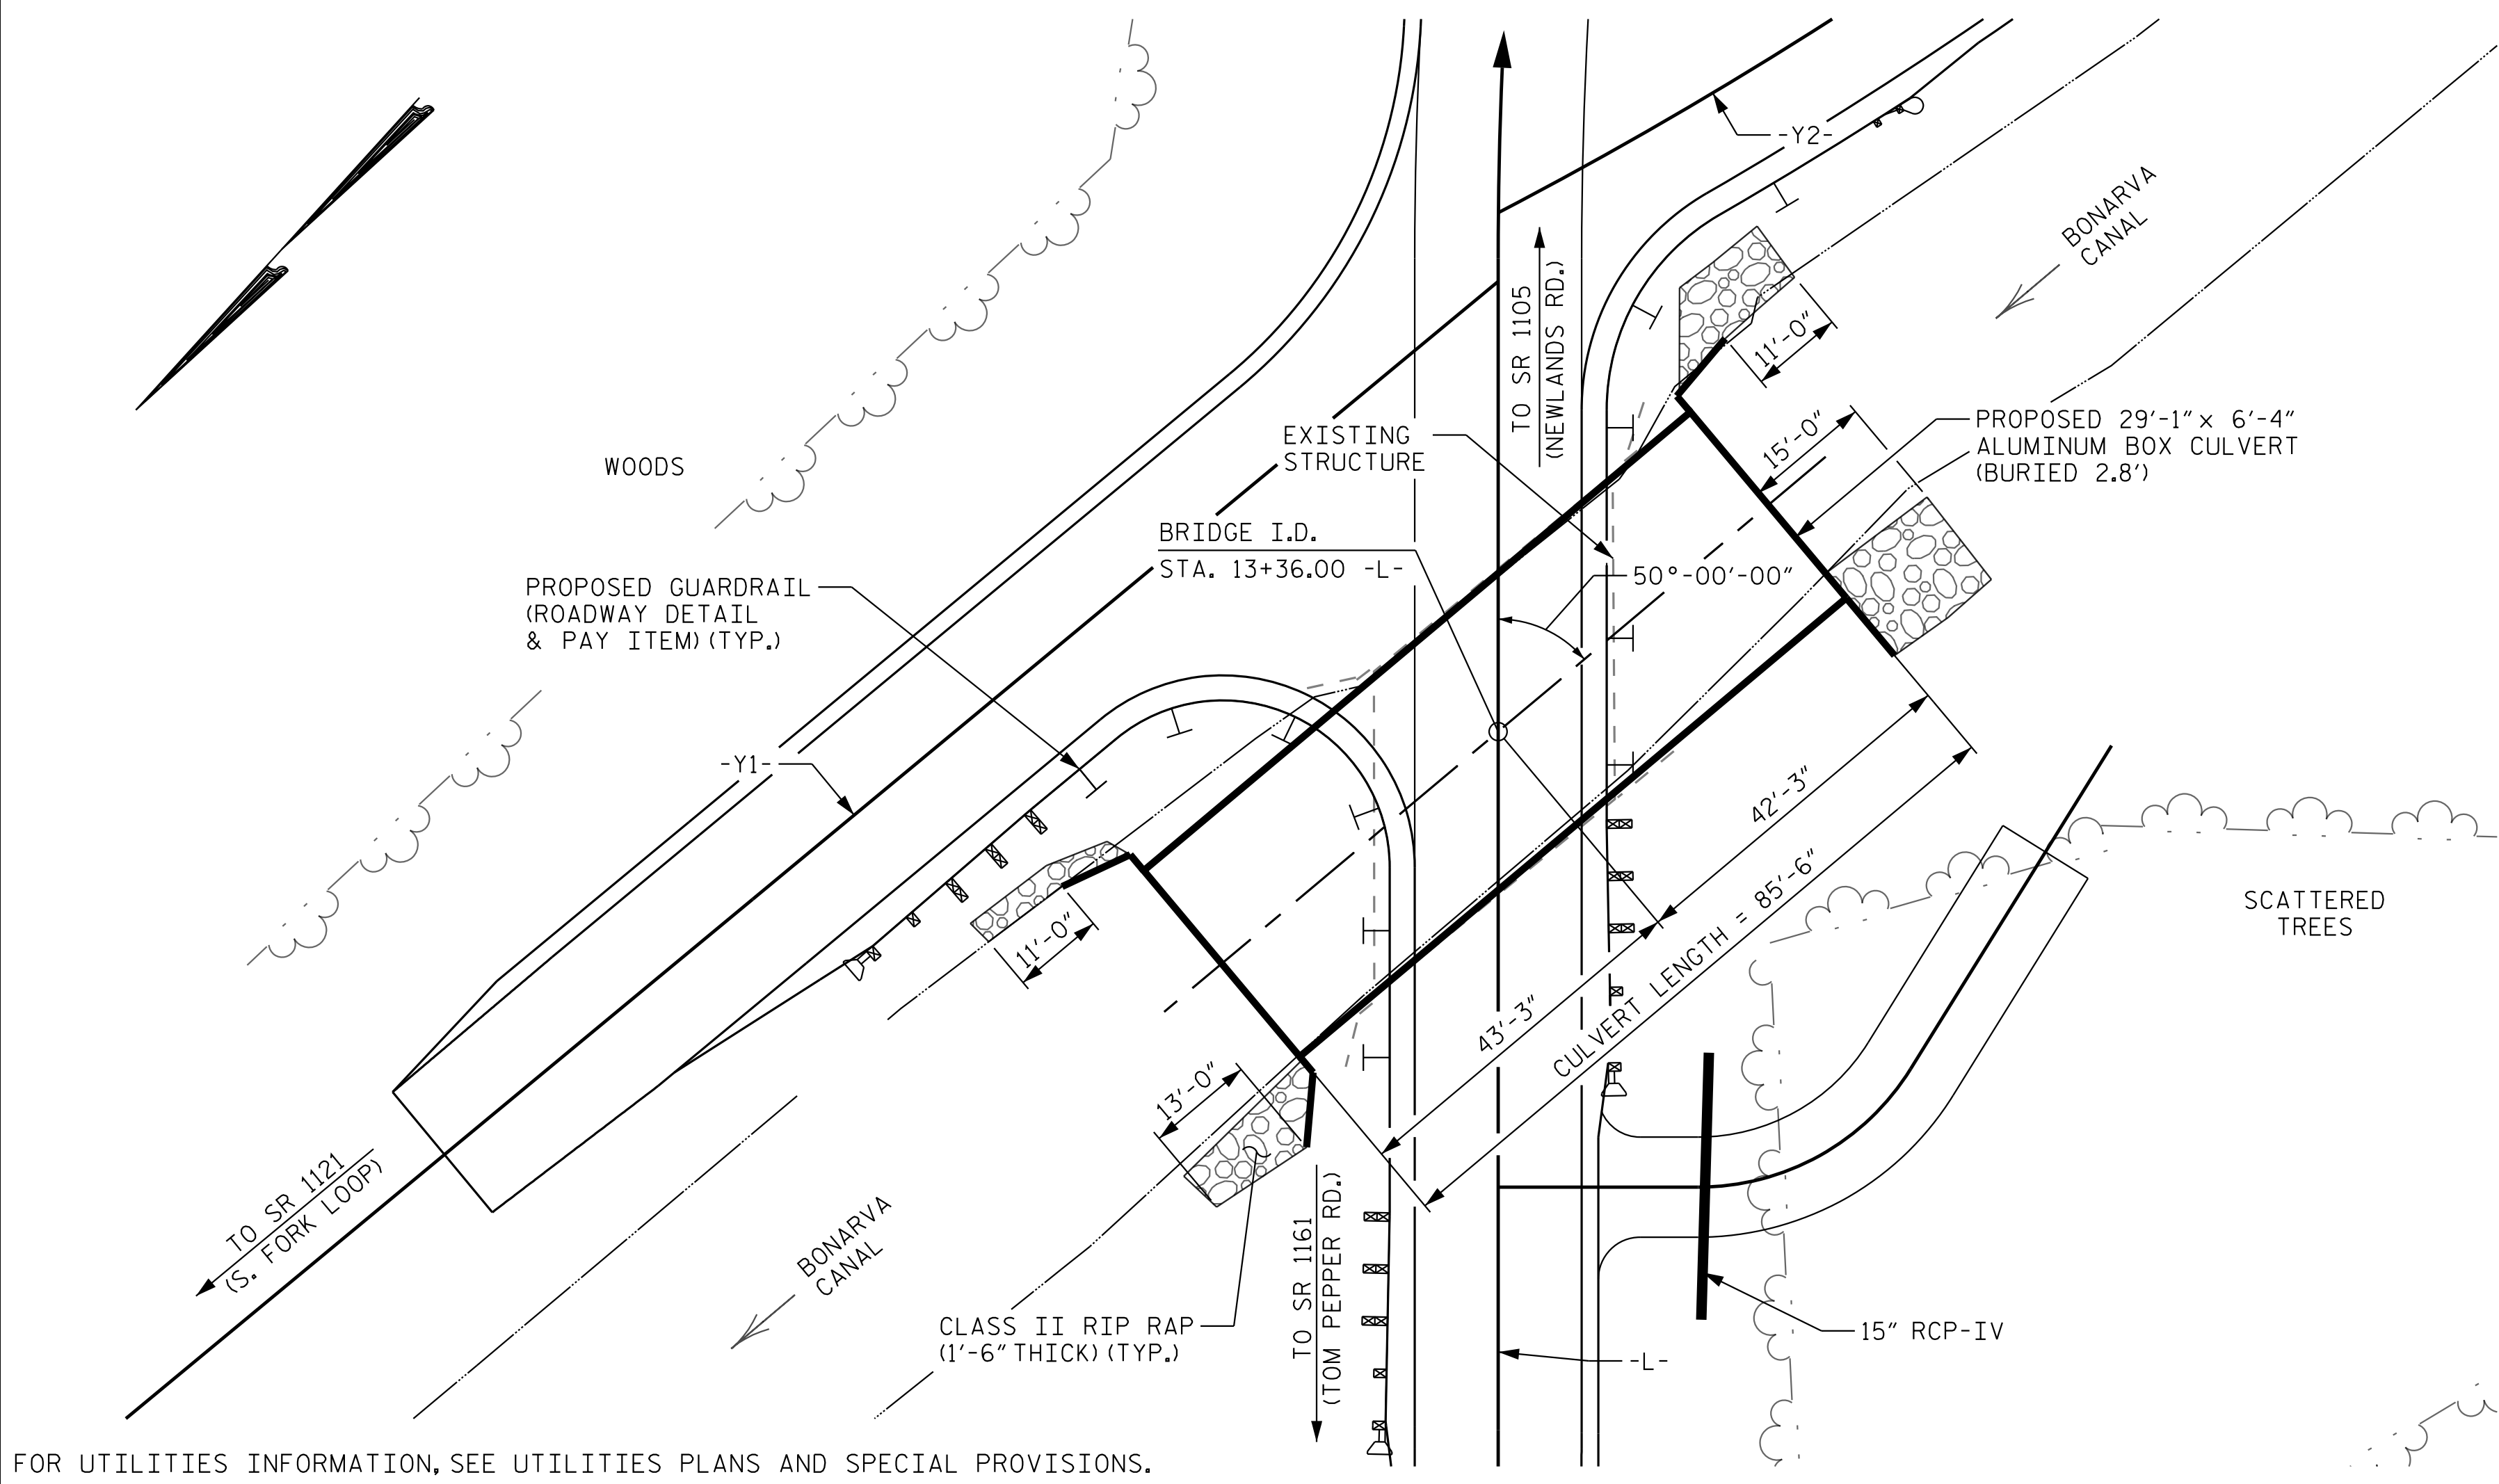 -Y2-
BONARVA
CANAL
TO SR 1105
(NEWLANDS RD.)
11'-0"
EXISTING
STRUCTURE
15'-0"
PROPOSED 29'-1" x 6'-4"
ALUMINUM BOX CULVERT
(BURIED 2.8')
WOODS
BRIDGE I.D.
STA. 13+36.00 -L-
50°-00'-00"
PROPOSED GUARDRAIL
(ROADWAY DETAIL
& PAY ITEM) (TYP.)
-Y1-
42'-3"
SCATTERED
TREES
11'-0"
43'-3"
CULVERT LENGTH = 85'-6"
13'-0"
TO SR 1121
(S. FORK LOOP)
BONARVA
CANAL
TO SR 1161
(TOM PEPPER RD.)
CLASS II RIP RAP
(1'-6" THICK) (TYP.)
15" RCP-IV
-L-
FOR UTILITIES INFORMATION, SEE UTILITIES PLANS AND SPECIAL PROVISIONS.